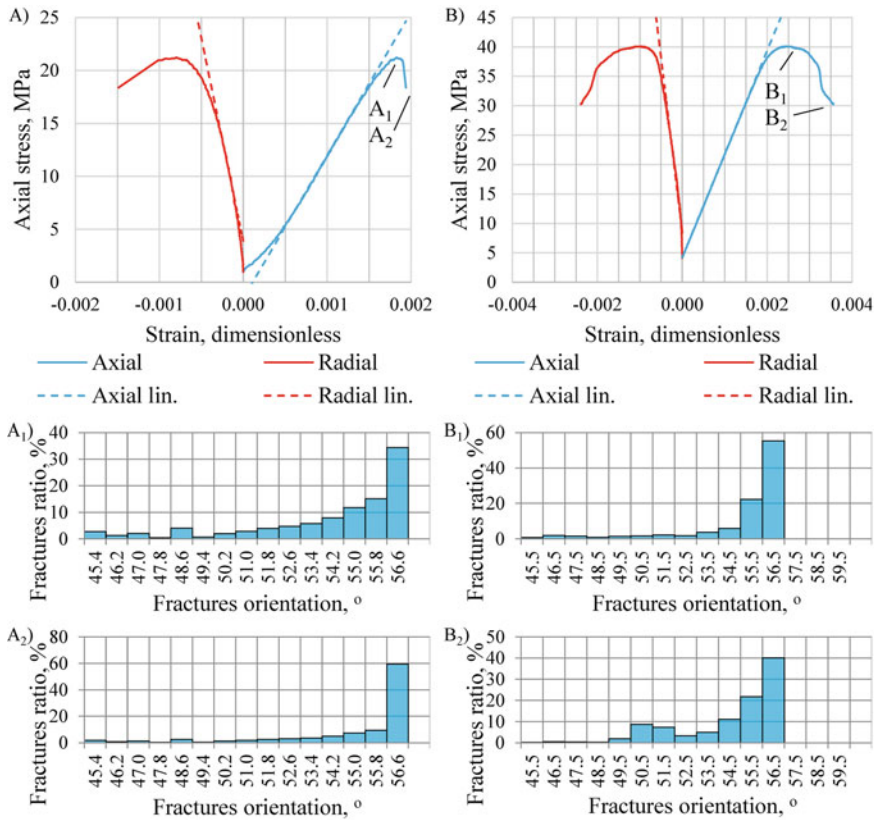 A)
Axial stress, MPa
25
20
15
10
5
0
-0.002 -0.001 0.000 0.001 0.002
Strain, dimensionless
A1
A2
Axial Radial
Axial lin. Radial lin.
B)
Axial stress, MPa
45
40
35
30
25
20
15
10
5
0
-0.004 -0.002 0.000 0.002 0.004
Strain, dimensionless
B1
B2
Axial Radial
Axial lin. Radial lin.
A1)
Fractures ratio, %
40
30
20
10
0
45.4 46.2 47.0 47.8 48.6 49.4 50.2 51.0 51.8 52.6 53.4 54.2 55.0 55.8 56.6
Fractures orientation, º
B1)
Fractures ratio, %
60
40
20
0
45.5 46.5 47.5 48.5 49.5 50.5 51.5 52.5 53.5 54.5 55.5 56.5 57.5 58.5 59.5
Fractures orientation, º
A2)
Fractures ratio, %
80
60
40
20
0
45.4 46.2 47.0 47.8 48.6 49.4 50.2 51.0 51.8 52.6 53.4 54.2 55.0 55.8 56.6
Fractures orientation, º
B2)
Fractures ratio, %
50
40
30
20
10
0
45.5 46.5 47.5 48.5 49.5 50.5 51.5 52.5 53.5 54.5 55.5 56.5 57.5 58.5 59.5
Fractures orientation, º